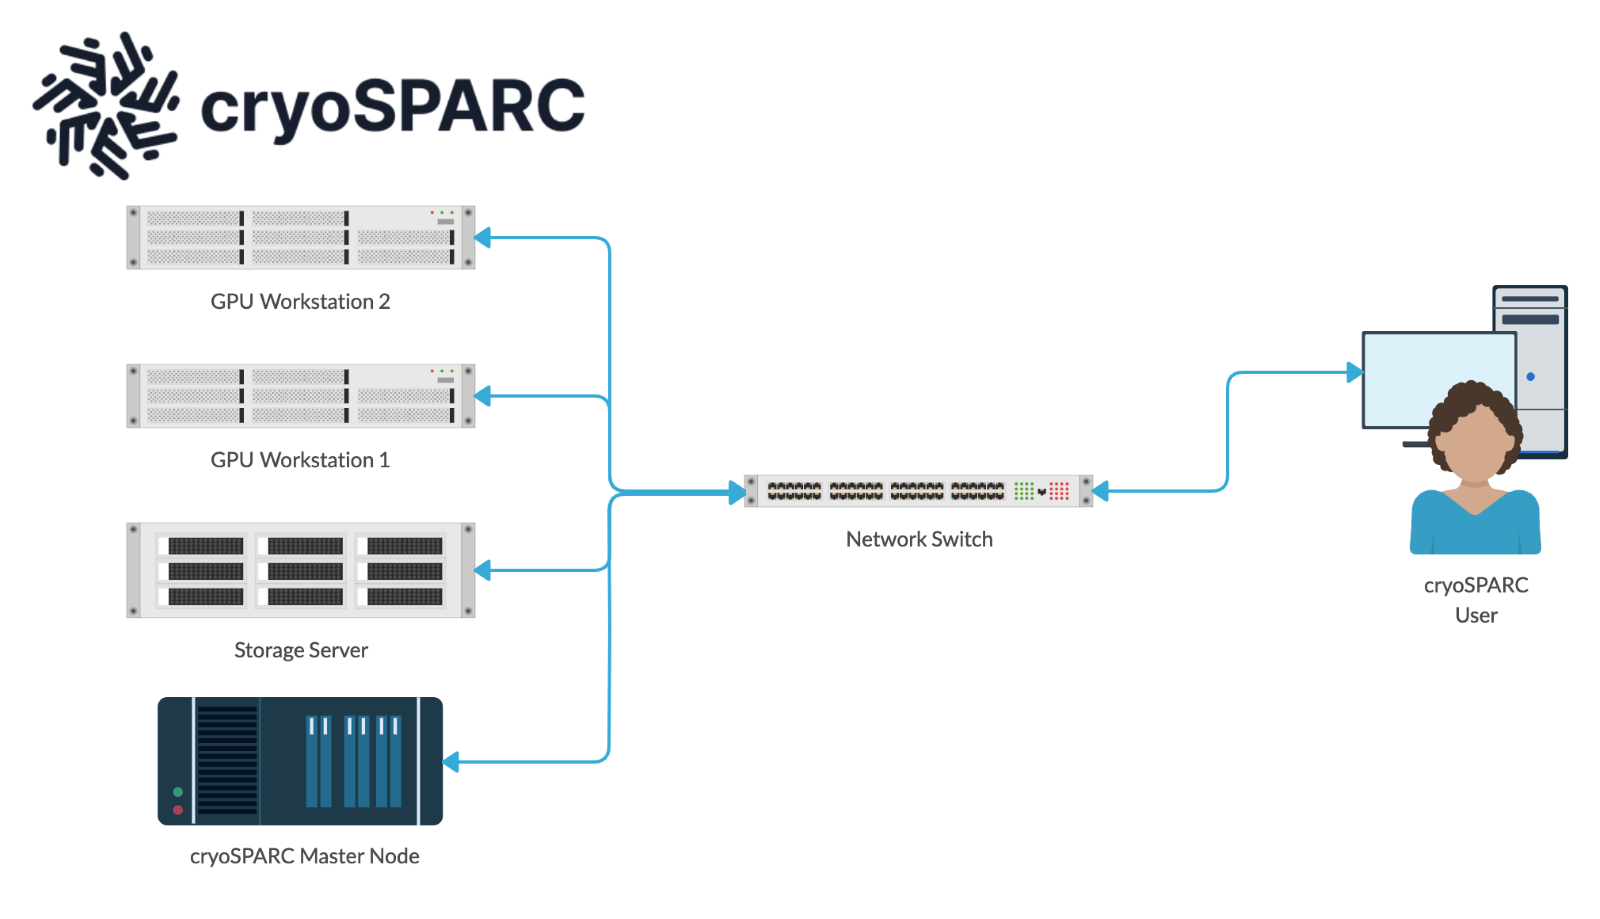 cryoSPARC
GPU Workstation 2
GPU Workstation 1
Storage Server
cryoSPARC Master Node
Network Switch
cryoSPARC
User